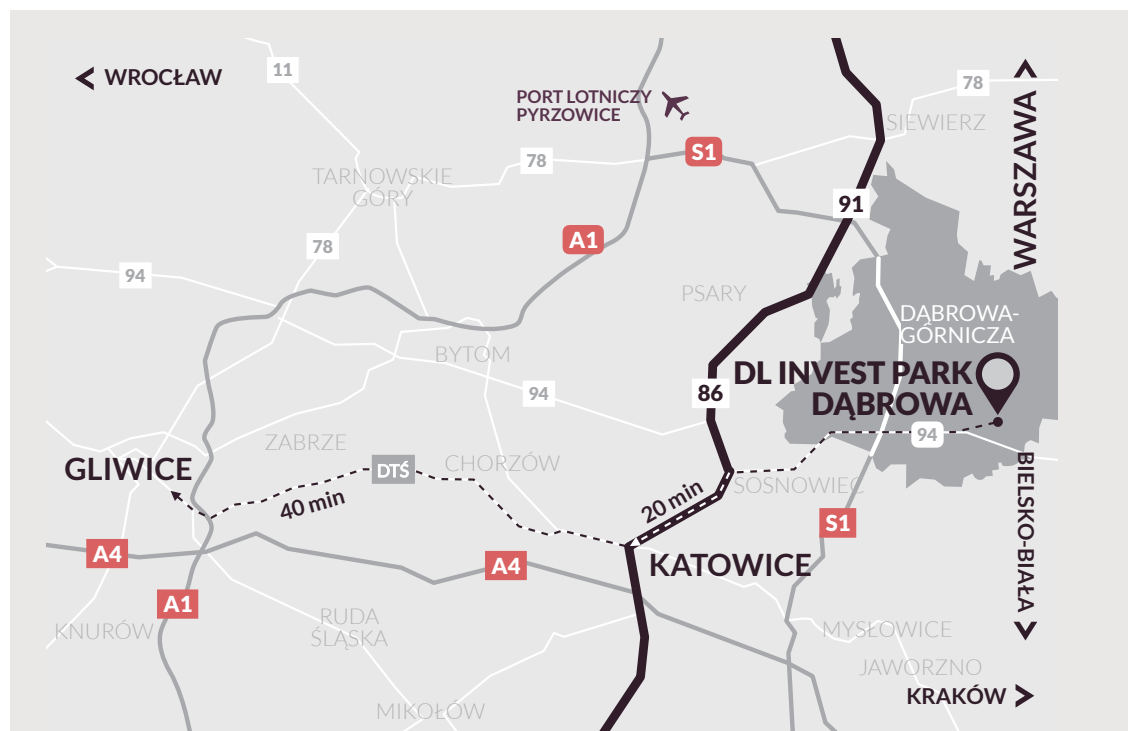 WROCŁAW
11
PORT LOTNICZY
PYRZOWICE
78
WARSZAWA
SIEWIERZ
S1
78
TARNOWSKIE
GÓRY
91
78
A1
94
PSARY
DĄBROWA-
GÓRNICZA
BYTOM
DL INVEST PARK
DĄBROWA
86
94
94
ZABRZE
GLIWICE
DTŚ
CHORZÓW
SOSNOWIEC
40 min
20 min
BIELSKO-BIAŁA
S1
A4
A4
KATOWICE
A1
KNURÓW
RUDA
ŚLĄSKA
MYSŁOWICE
JAWORZNO
KRAKÓW
MIKOŁÓW